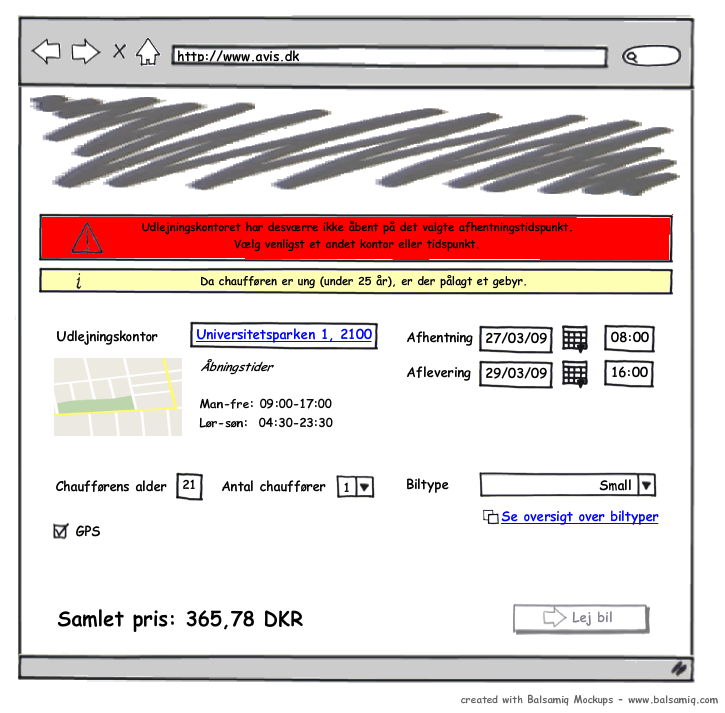 http://www.avis.dk
Udlejningskontoret har desværre ikke åbent på det valgte afhentningstidspunkt.
Vælg venligst et andet kontor eller tidspunkt.
i Da chaufføren er ung (under 25 år), er der pålagt et gebyr.
Udlejningskontor Universitetsparken 1, 2100 Afhentning 27/03/09 08:00
Åbningstider Aflevering 29/03/09 16:00
Man-fre: 09:00-17:00
Lør-søn: 04:30-23:30
Chaufførens alder 21 Antal chauffører 1 Biltype Small
Se oversigt over biltyper
GPS
Samlet pris: 365,78 DKR Lej bil
created with Balsamiq Mockups - www.balsamiq.com